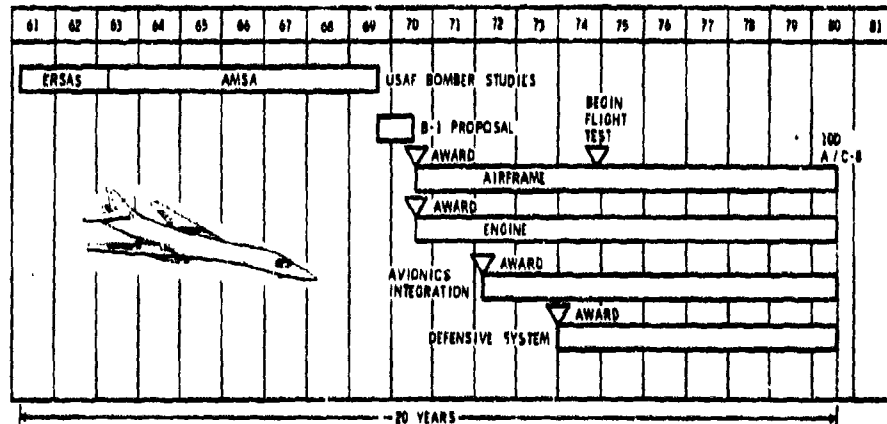 61 62 63 64 65 66 67 68 69 70 71 72 73 74 75 76 77 78 79 80 81
ERSAS AMSA USAF BOMBER STUDIES
B-1 PROPOSAL
BEGIN
FLIGHT
TEST
AWARD
AIRFRAME
AWARD
ENGINE
AWARD
AVIONICS
INTEGRATION
AWARD
DEFENSIVE SYSTEM
~20 YEARS